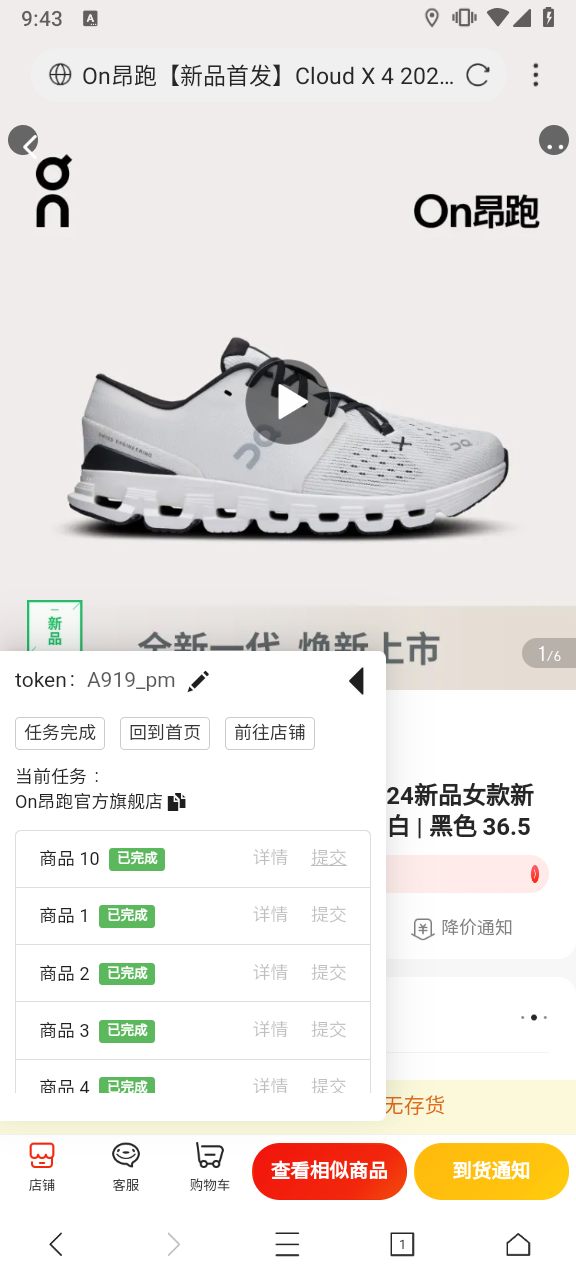 9:43
A
On昂跑【新品首发】Cloud X 4 202...
On
On昂跑
SWISS ENGINEERING
新
品
全新一代 焕新上市
1/6
token： A919_pm
任务完成 回到首页 前往店铺
当前任务：
On昂跑官方旗舰店
24新品女款新
白 | 黑色 36.5
商品 10 已完成 详情 提交
商品 1 已完成 详情 提交
降价通知
商品 2 已完成 详情 提交
商品 3 已完成 详情 提交
商品 4 已完成 详情 提交
无存货
店铺 客服 购物车 查看相似商品 到货通知
1